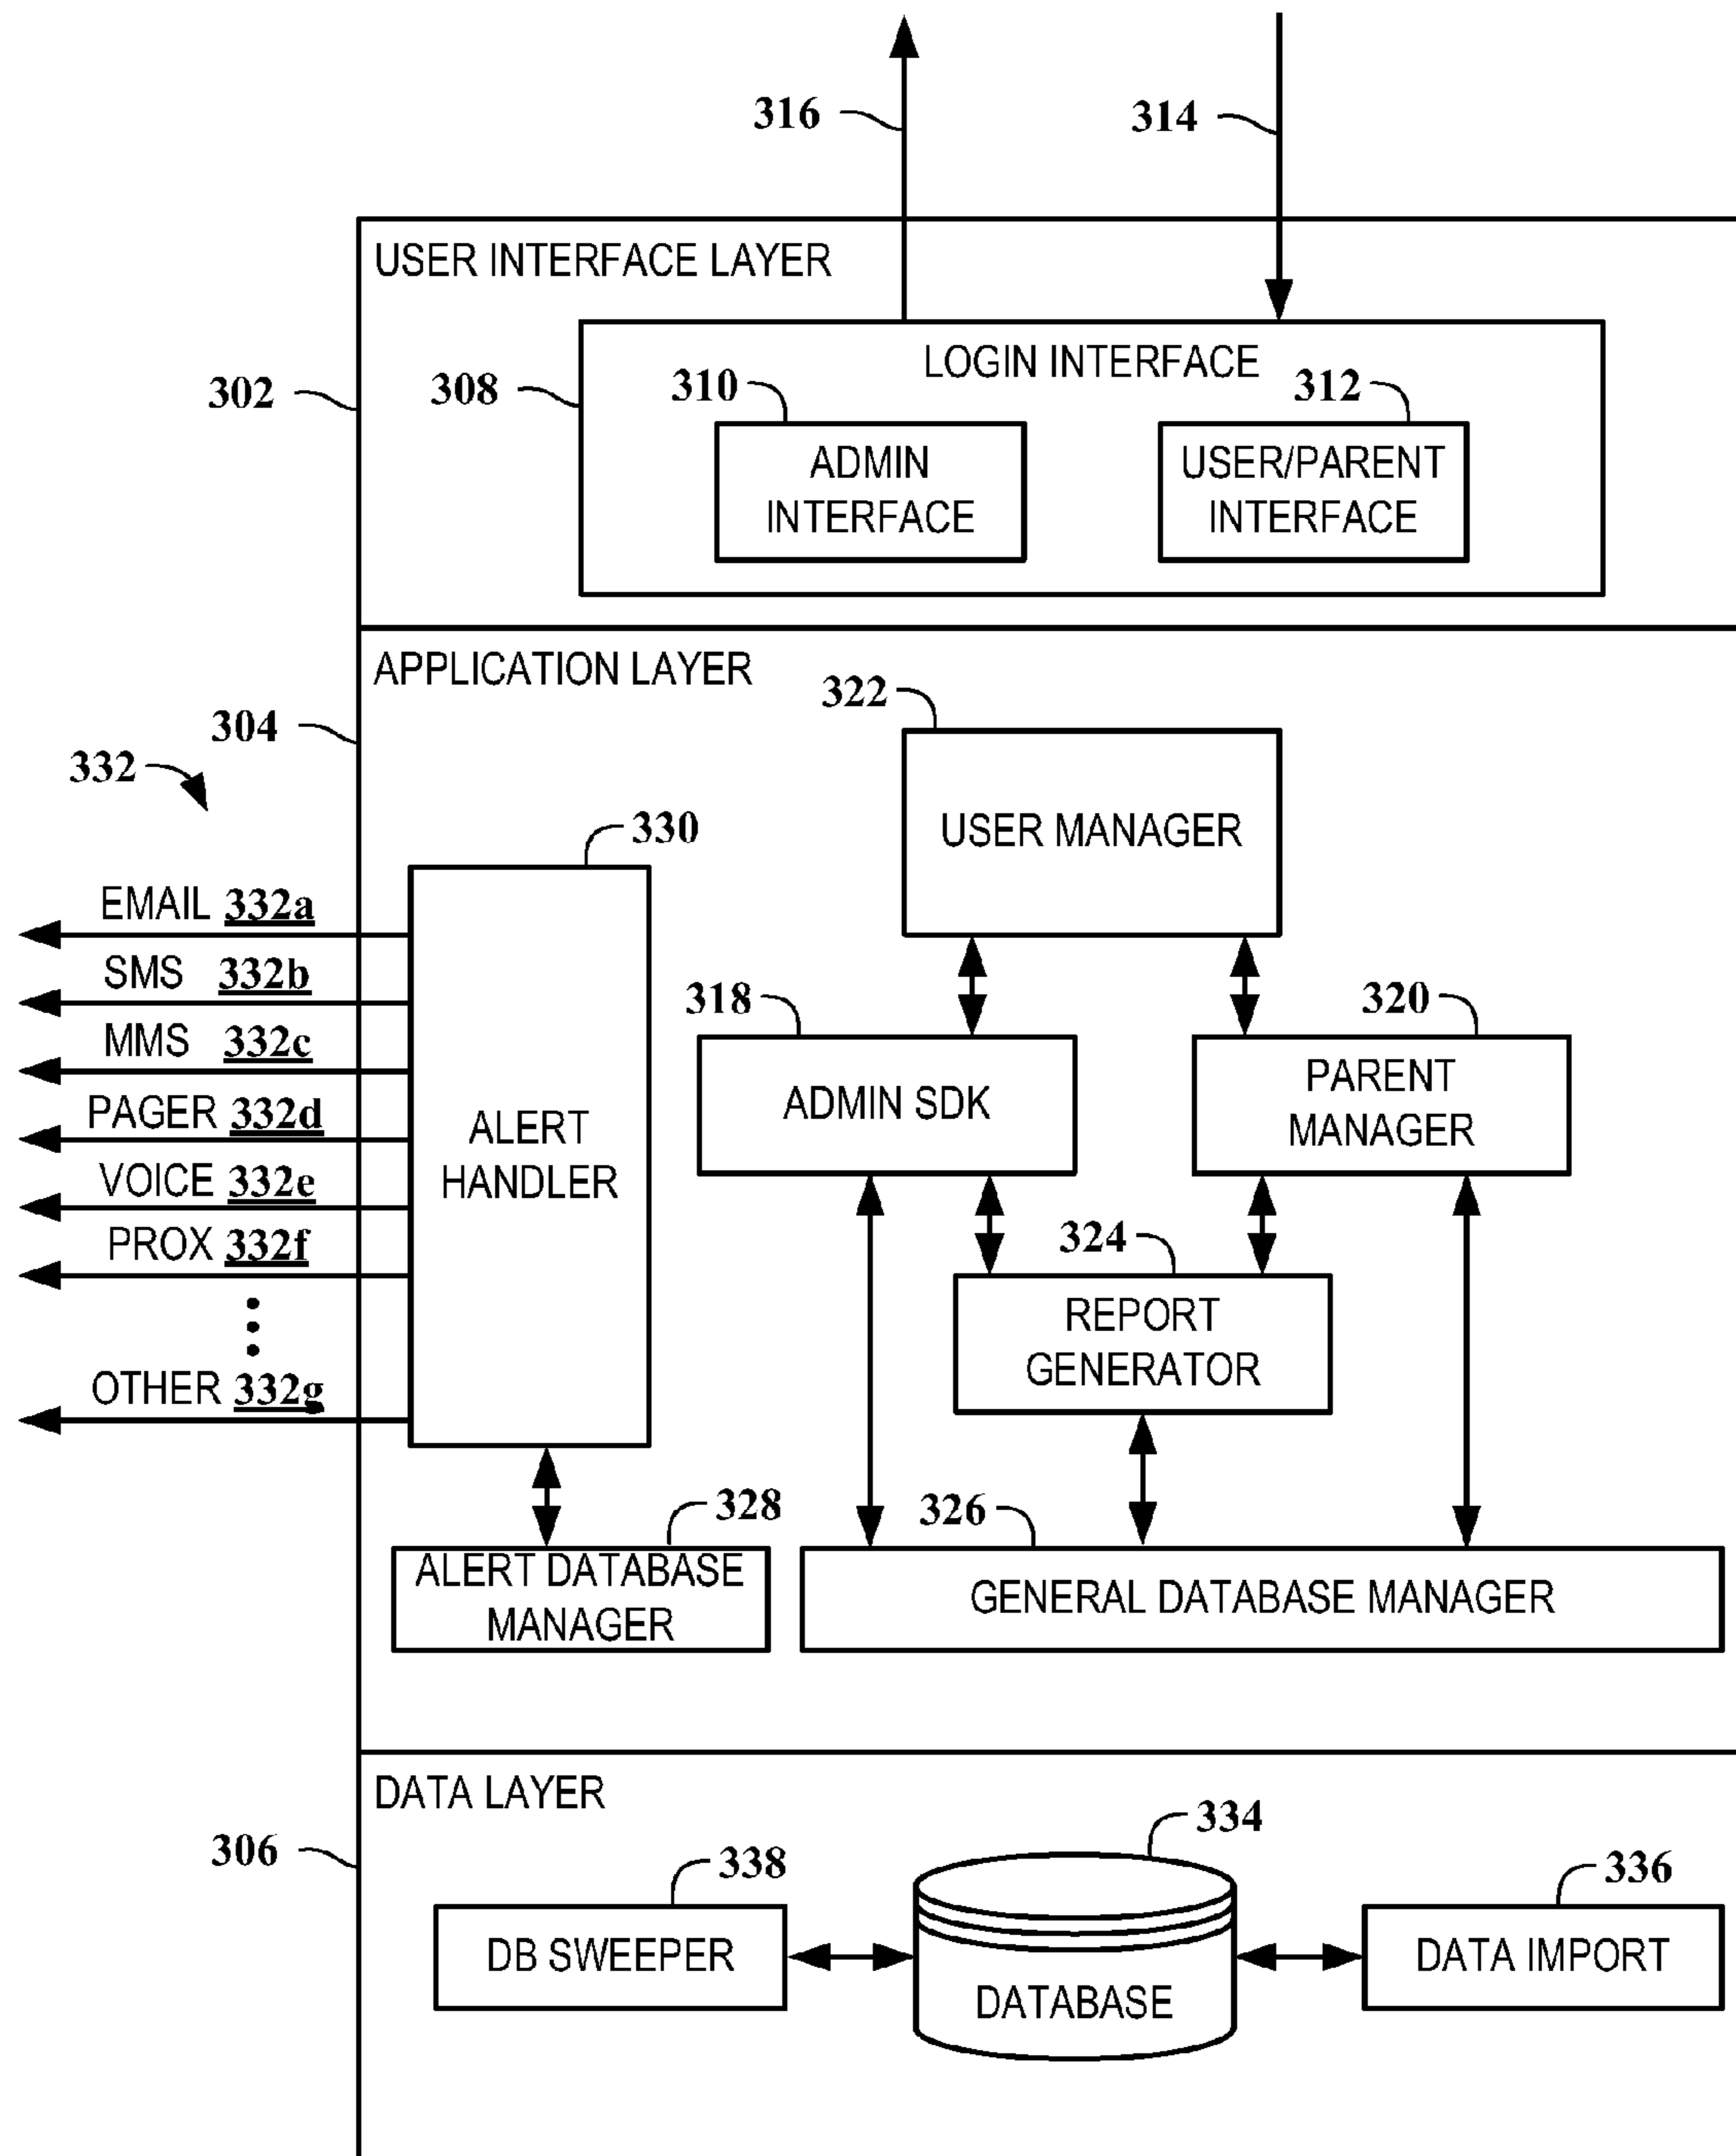 316
314
USER INTERFACE LAYER
LOGIN INTERFACE
302
308
310
312
ADMIN
INTERFACE
USER/PARENT
INTERFACE
APPLICATION LAYER
322
304
332
USER MANAGER
330
EMAIL 332a
SMS 332b
MMS 332c
PAGER 332d
VOICE 332e
PROX 332f
OTHER 332g
ALERT
HANDLER
318
320
ADMIN SDK
PARENT
MANAGER
324
REPORT
GENERATOR
328
326
ALERT DATABASE
MANAGER
GENERAL DATABASE MANAGER
DATA LAYER
306
338
334
336
DB SWEEPER
DATABASE
DATA IMPORT